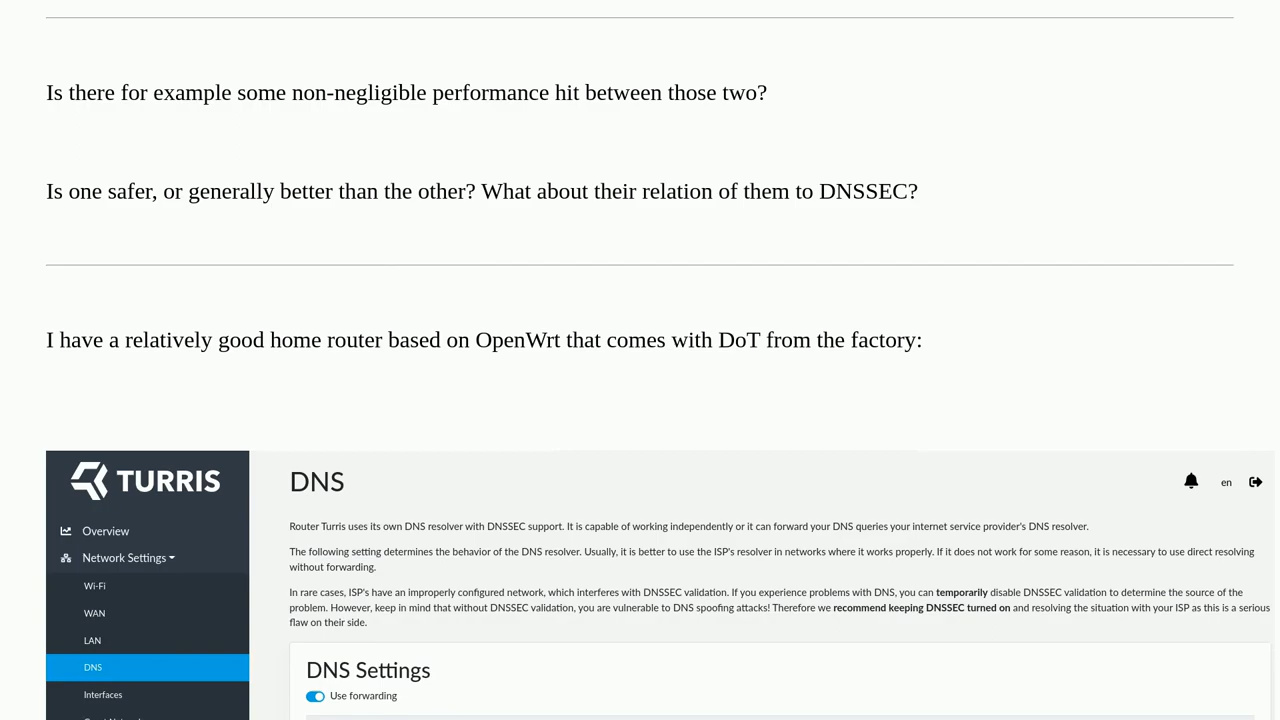 Is there for example some non-negligible performance hit between those two?
Is one safer, or generally better than the other? What about their relation of them to DNSSEC?
I have a relatively good home router based on OpenWrt that comes with DoT from the factory:
TURRIS
Overview
Network Settings
Wi-Fi
WAN
LAN
DNS
Interfaces
DNS
en
Router Turris uses its own DNS resolver with DNSSEC support. It is capable of working independently or it can forward your DNS queries your internet service provider's DNS resolver.
The following setting determines the behavior of the DNS resolver. Usually, it is better to use the ISP's resolver in networks where it works properly. If it does not work for some reason, it is necessary to use direct resolving
without forwarding.
In rare cases, ISP's have an improperly configured network, which interferes with DNSSEC validation. If you experience problems with DNS, you can temporarily disable DNSSEC validation to determine the source of the
problem. However, keep in mind that without DNSSEC validation, you are vulnerable to DNS spoofing attacks! Therefore we recommend keeping DNSSEC turned on and resolving the situation with your ISP as this is a serious
flaw on their side.
DNS Settings
Use forwarding